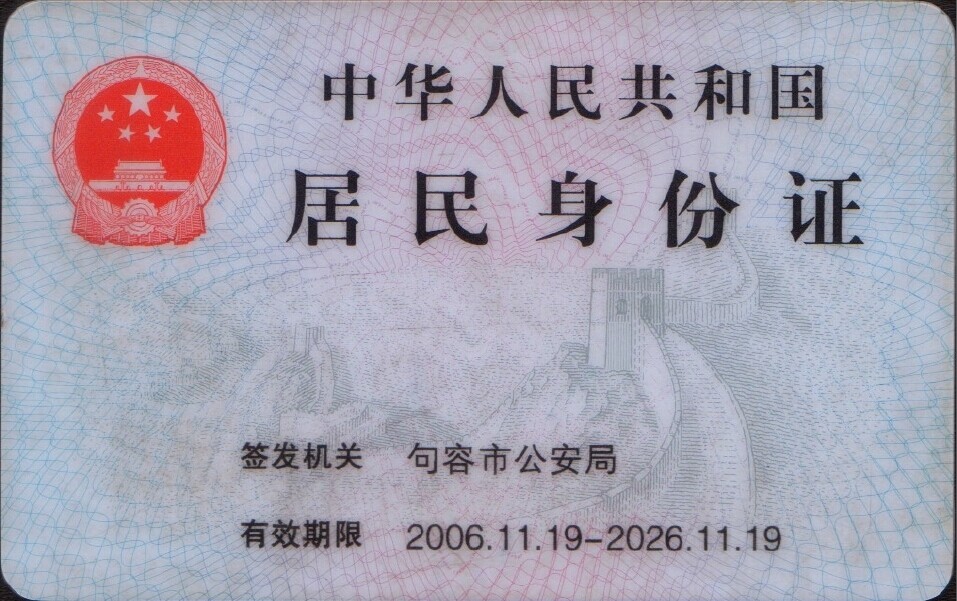 中华人民共和国
居民身份证
签发机关 句容市公安局
有效期限 2006.11.19-2026.11.19